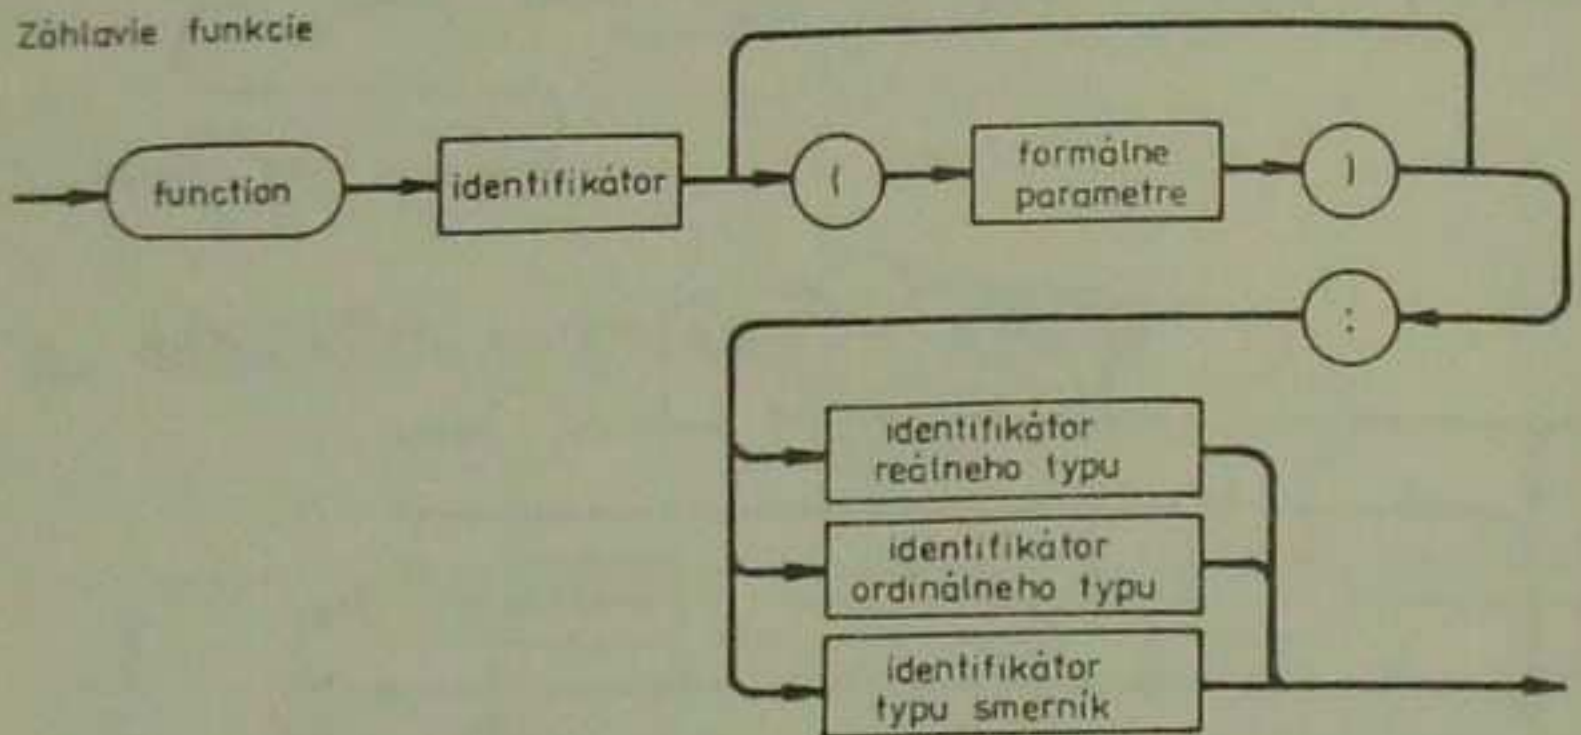 Záhlavie funkcie
function
identifikátor
(
formálne
parametre
)
:
identifikátor
reálneho typu
identifikátor
ordinálneho typu
identifikátor
typu smerník